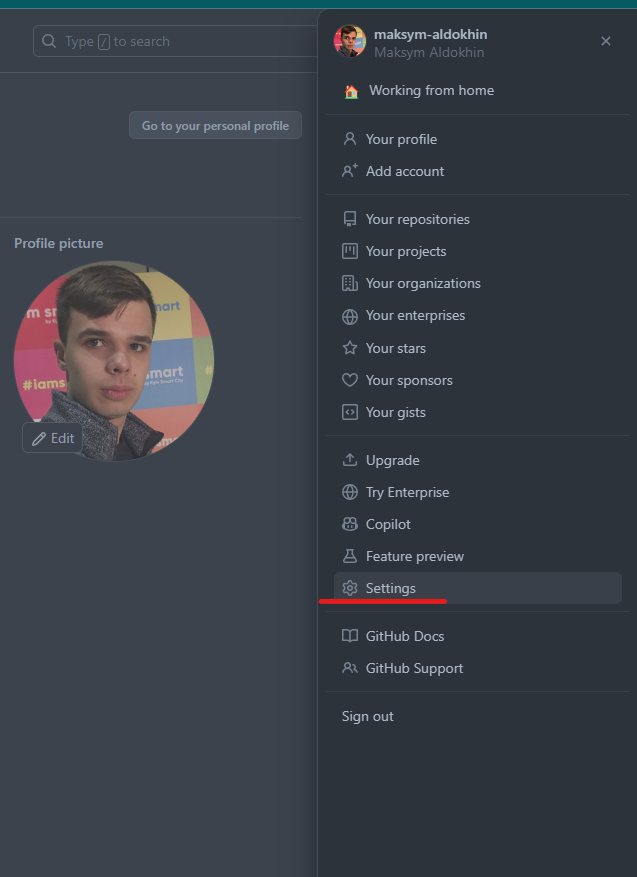 Type / to search
Go to your personal profile
Profile picture
smart
#iams
smart
Edit
maksym-aldokhin
Maksym Aldokhin
Working from home
Your profile
Add account
Your repositories
Your projects
Your organizations
Your enterprises
Your stars
Your sponsors
Your gists
Upgrade
Try Enterprise
Copilot
Feature preview
Settings
GitHub Docs
GitHub Support
Sign out